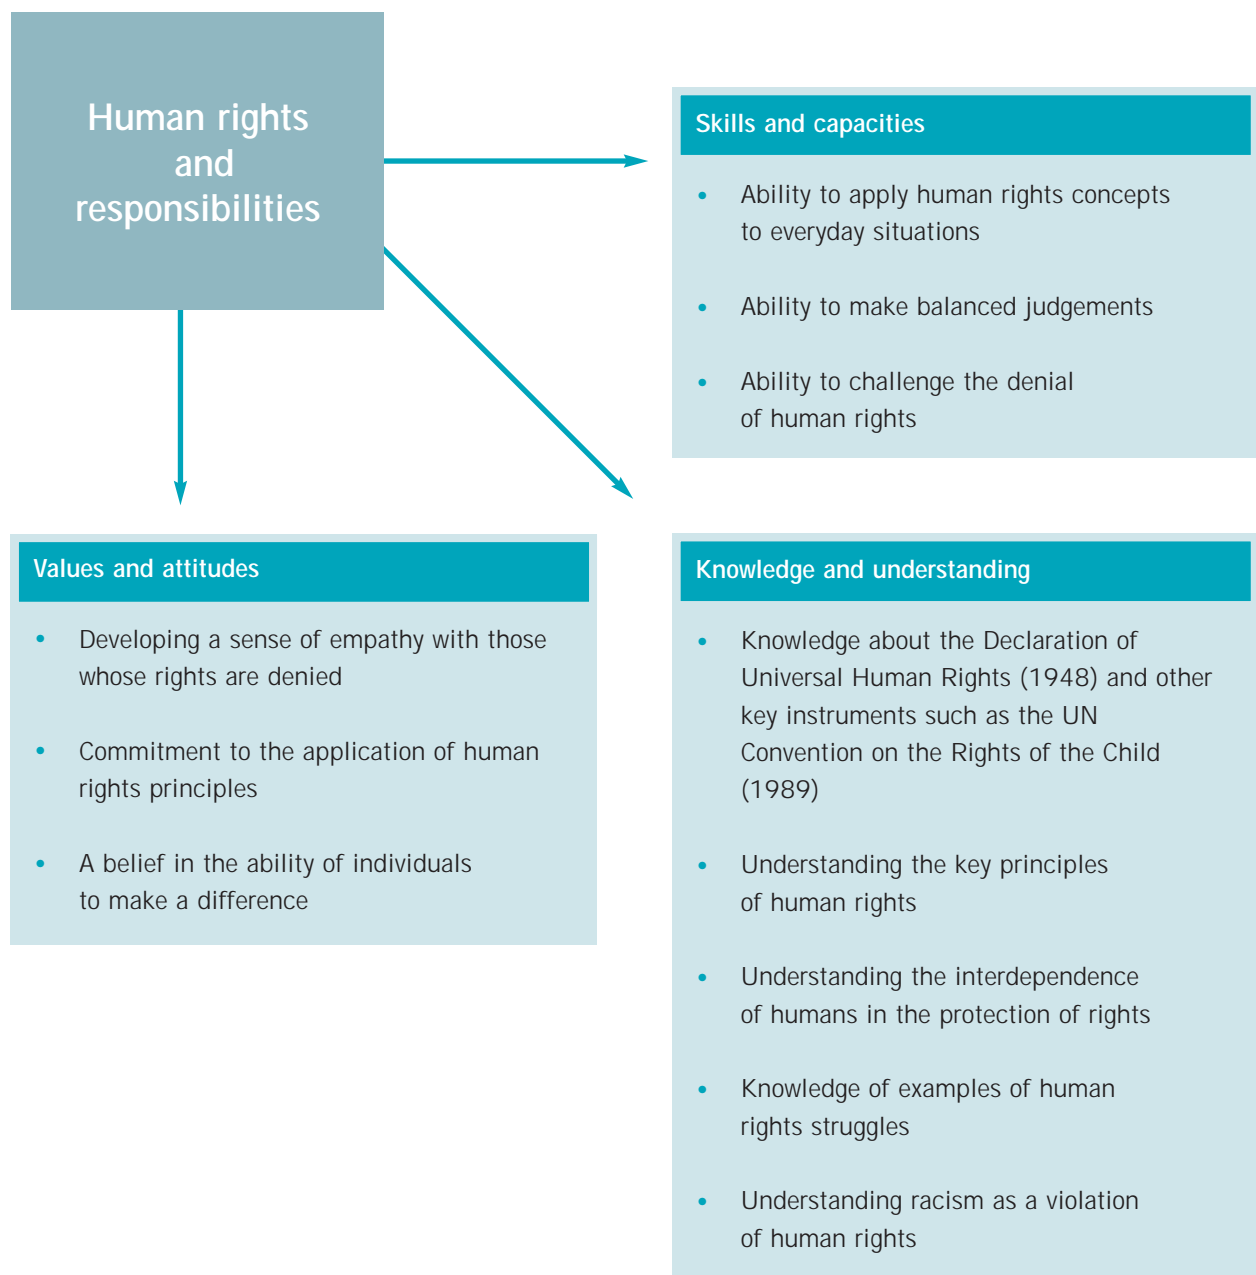 Human rights
and
responsibilities
Skills and capacities
• Ability to apply human rights concepts
to everyday situations
• Ability to make balanced judgements
• Ability to challenge the denial
of human rights
Values and attitudes
• Developing a sense of empathy with those
whose rights are denied
• Commitment to the application of human
rights principles
• A belief in the ability of individuals
to make a difference
Knowledge and understanding
• Knowledge about the Declaration of
Universal Human Rights (1948) and other
key instruments such as the UN
Convention on the Rights of the Child
(1989)
• Understanding the key principles
of human rights
• Understanding the interdependence
of humans in the protection of rights
• Knowledge of examples of human
rights struggles
• Understanding racism as a violation
of human rights